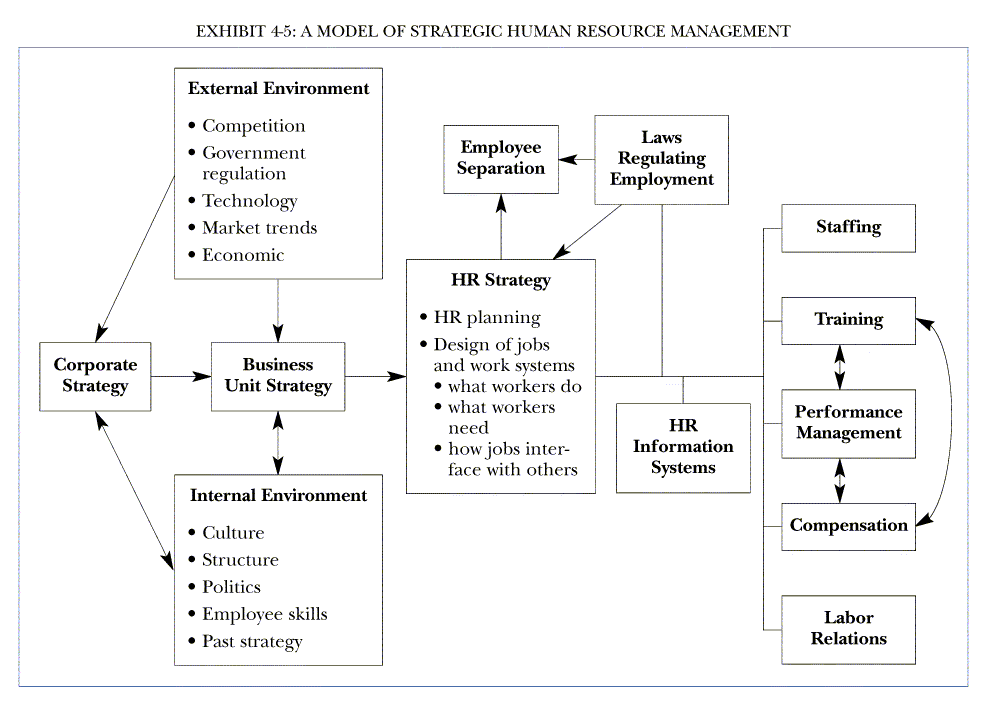 EXHIBIT 4-5: A MODEL OF STRATEGIC HUMAN RESOURCE MANAGEMENT
External Environment
• Competition
• Government
regulation
• Technology
• Market trends
• Economic
Employee
Separation
Laws
Regulating
Employment
Corporate
Strategy
Business
Unit Strategy
HR Strategy
• HR planning
• Design of jobs
and work systems
• what workers do
• what workers
need
• how jobs inter-
face with others
Internal Environment
• Culture
• Structure
• Politics
• Employee skills
• Past strategy
HR
Information
Systems
Staffing
Training
Performance
Management
Compensation
Labor
Relations